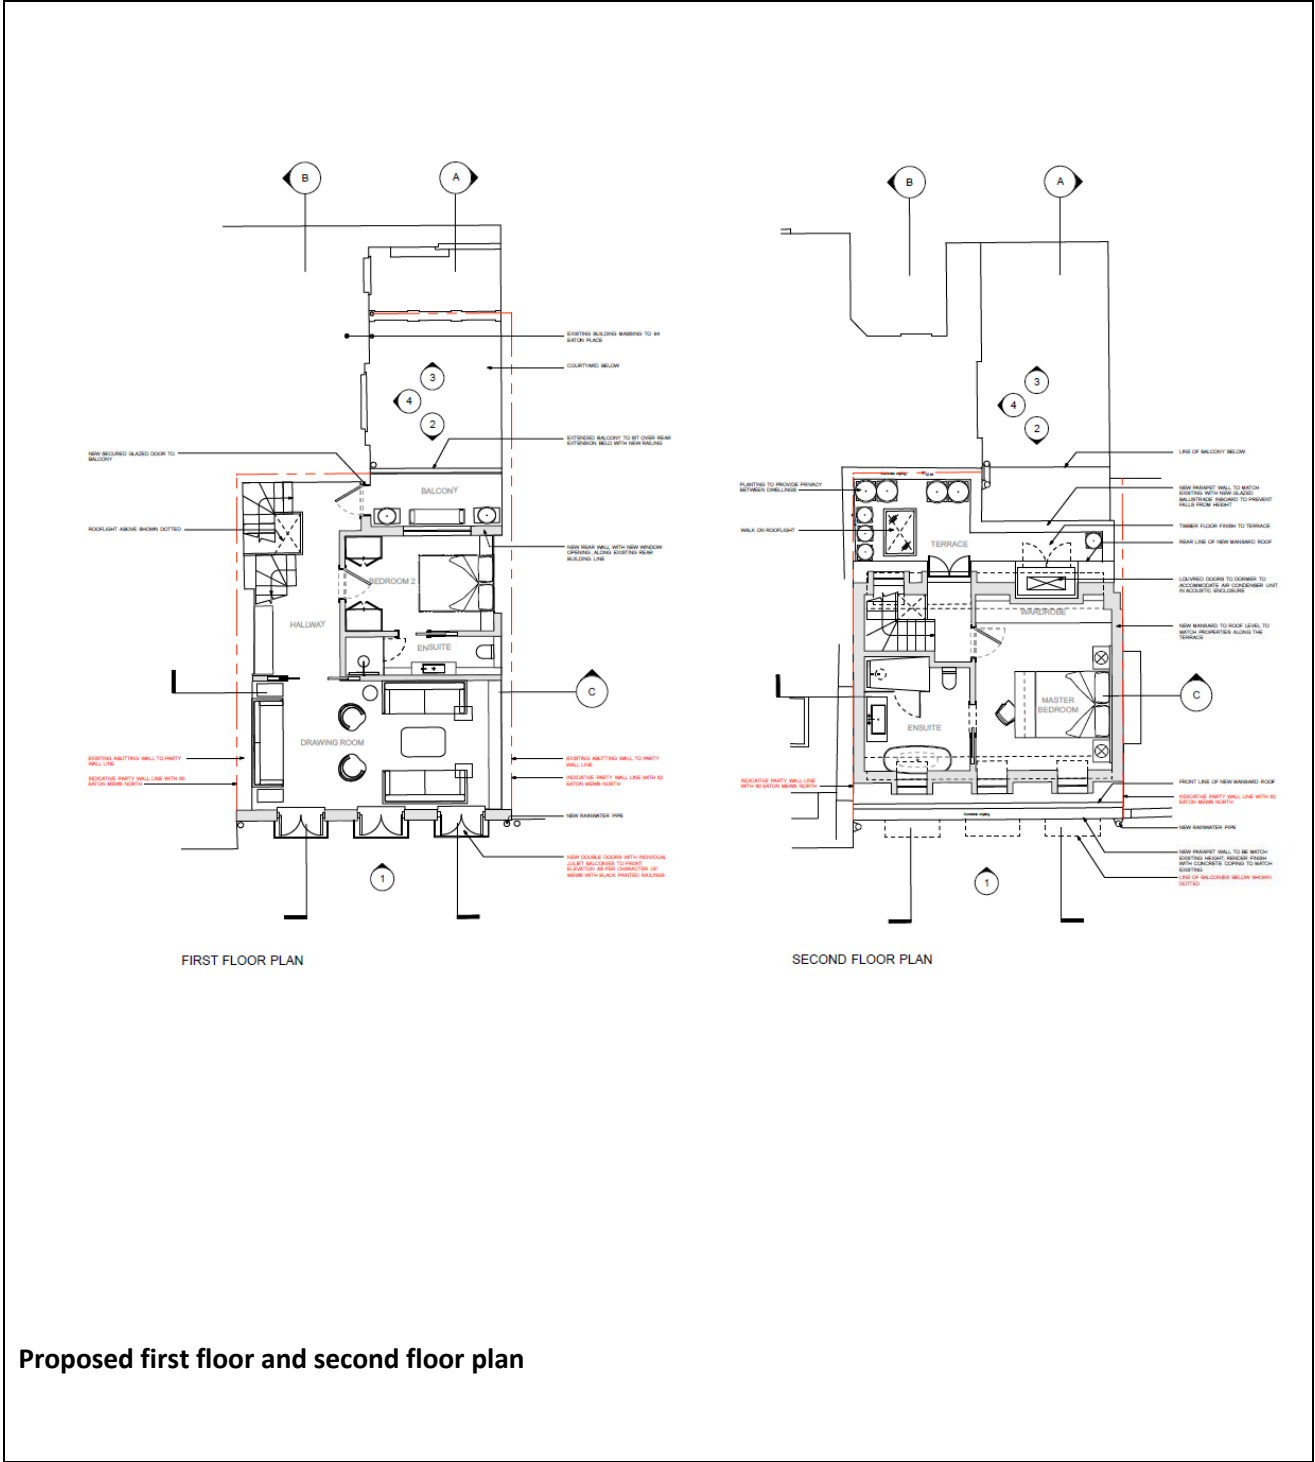 B
A
EXISTING BUILDING MASSING TO 94
EATON PLACE
COURTYARD BELOW
3
4
2
EXTENDED BALCONY TO SIT OVER REAR
EXTENSION BELO WITH NEW RAILING
NEW SECURED GLAZED DOOR TO
BALCONY
BALCONY
ROOFLIGHT ABOVE SHOWN DOTTED
NEW REAR WALL WITH NEW WINDOW
OPENING, ALONG EXISTING REAR
BUILDING LINE
BEDROOM 2
HALLWAY
ENSUITE
C
DRAWING ROOM
EXISTING ABUTTING WALL TO PARTY
WALL LINE
INDICATIVE PARTY WALL LINE WITH 60
EATON MEWS NORTH
EXISTING ABUTTING WALL TO PARTY
WALL LINE
INDICATIVE PARTY WALL LINE WITH 62
EATON MEWS NORTH
NEW RAINWATER PIPE
NEW DOUBLE DOORS WITH INDIVIDUAL
JULIET BALCONIES TO FRONT
ELEVATION AS PER CHARACTER OF
MEWS WITH BLACK PAINTED RAILINGS
1
FIRST FLOOR PLAN
B
A
3
4
2
LINE OF BALCONY BELOW
PLANTING TO PROVIDE PRIVACY
BETWEEN DWELLINGS
NEW PARAPET WALL TO MATCH
EXISTING WITH NEW GLAZED
BALUSTRADE INBOARD TO PREVENT
FALLS FROM HEIGHT
WALK ON ROOFLIGHT
TIMBER FLOOR FINISH TO TERRACE
TERRACE
REAR LINE OF NEW MANSARD ROOF
LOUVRED DOORS TO DORMER TO
ACCOMMODATE AIR CONDENSER UNIT
IN ACOUSTIC ENCLOSURE
WARDROBE
NEW MANSARD TO ROOF LEVEL TO
MATCH PROPERTIES ALONG THE
TERRACE
C
MASTER
BEDROOM
ENSUITE
INDICATIVE PARTY WALL LINE
WITH 60 EATON MEWS NORTH
FRONT LINE OF NEW MANSARD ROOF
INDICATIVE PARTY WALL LINE WITH 62
EATON MEWS NORTH
NEW RAINWATER PIPE
NEW PARAPET WALL TO BE MATCH
EXISTING HEIGHT; RENDER FINISH
WITH CONCRETE COPING TO MATCH
EXISTING
LINE OF BALCONIES BELOW SHOWN
DOTTED
1
SECOND FLOOR PLAN
Proposed first floor and second floor plan